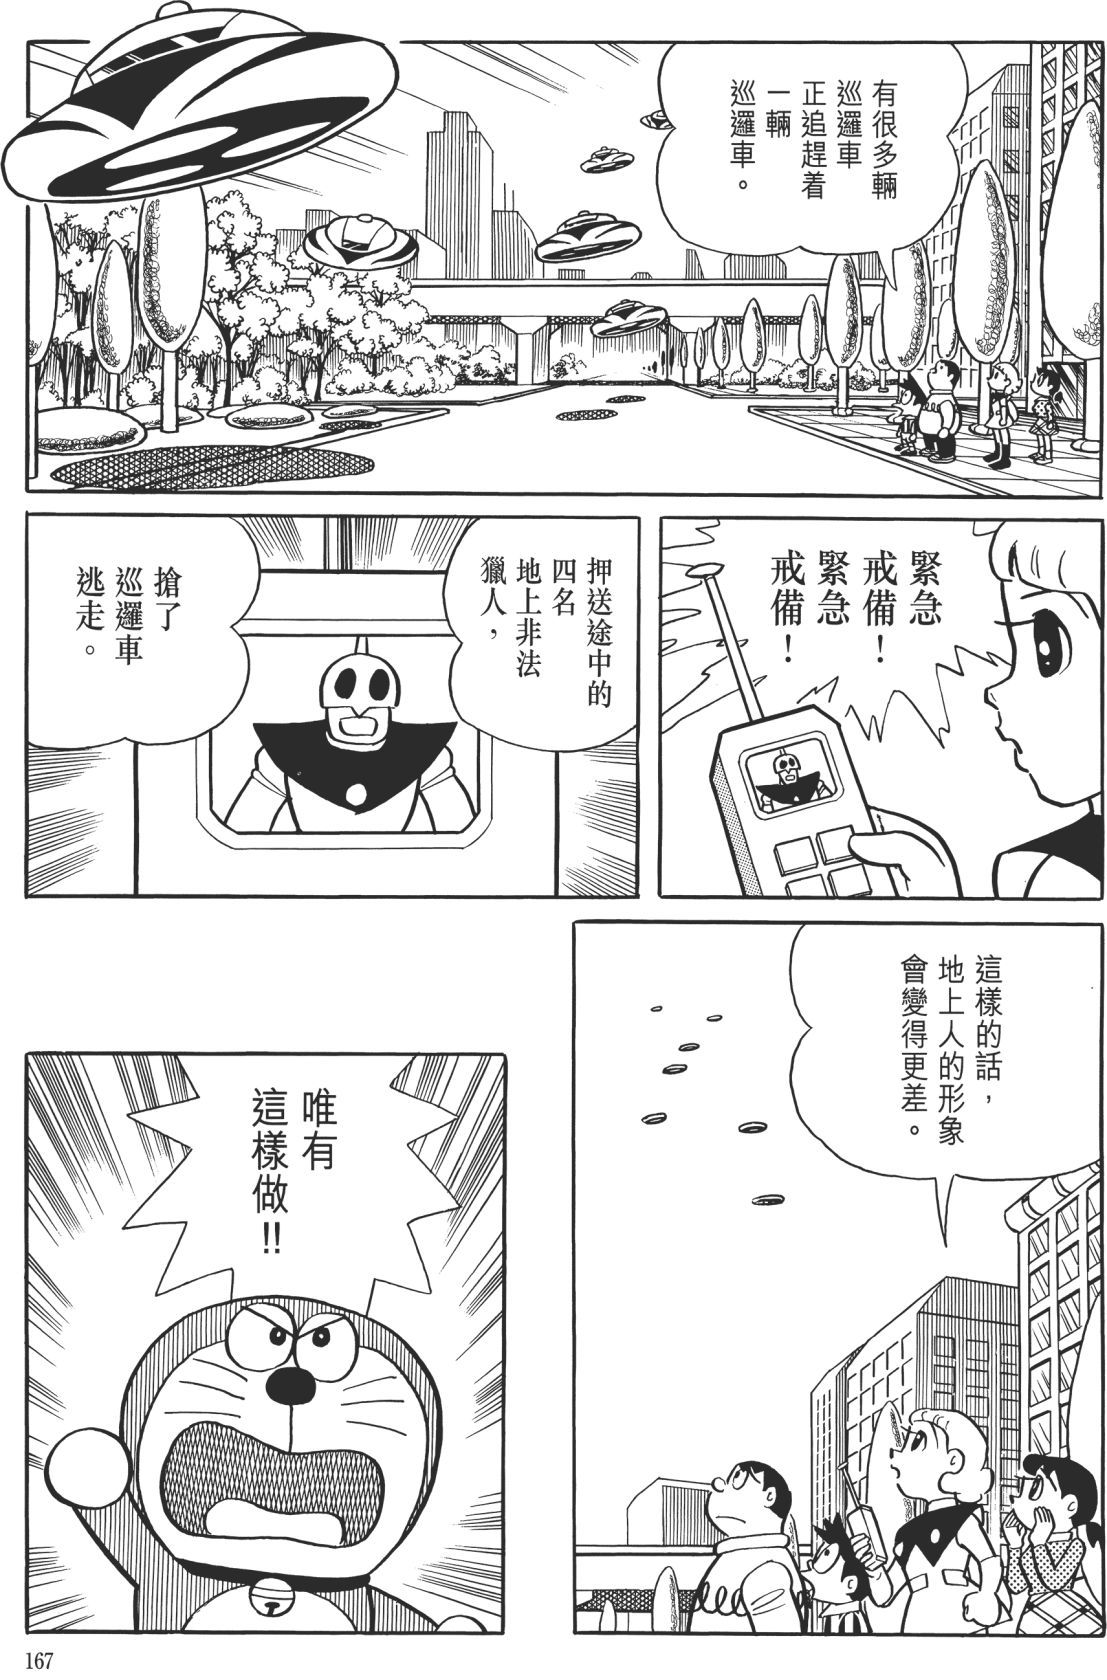 有很多輛
巡邏車
正追趕着
一輛
巡邏車。
緊急
戒備！
緊急
戒備！
押送途中的
四名
地上非法
獵人，
搶了
巡邏車
逃走。
這樣的話，
地上人的形象
會變得更差。
唯有
這樣做!!
167